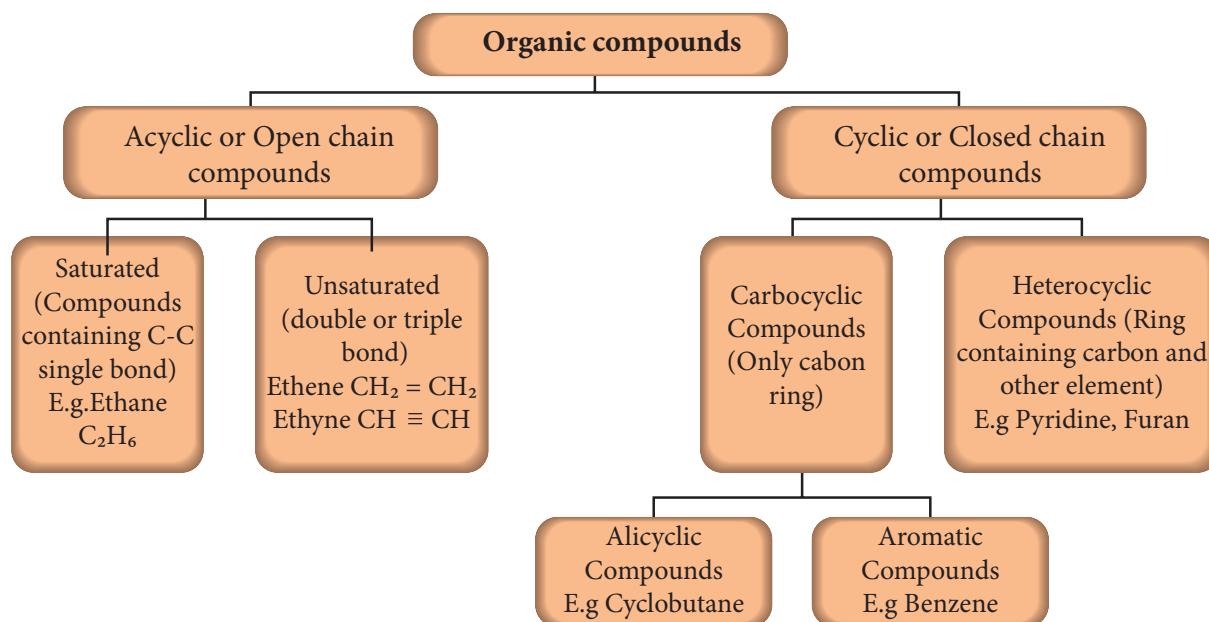 Organic compounds
Acyclic or Open chain
compounds
Cyclic or Closed chain
compounds
Saturated
(Compounds
containing C-C
single bond)
E.g.Ethane
C₂H₆
Unsaturated
(double or triple
bond)
Ethene CH₂ = CH₂
Ethyne CH ≡ CH
Carbocyclic
Compounds
(Only cabon
ring)
Heterocyclic
Compounds (Ring
containing carbon and
other element)
E.g Pyridine, Furan
Alicyclic
Compounds
E.g Cyclobutane
Aromatic
Compounds
E.g Benzene